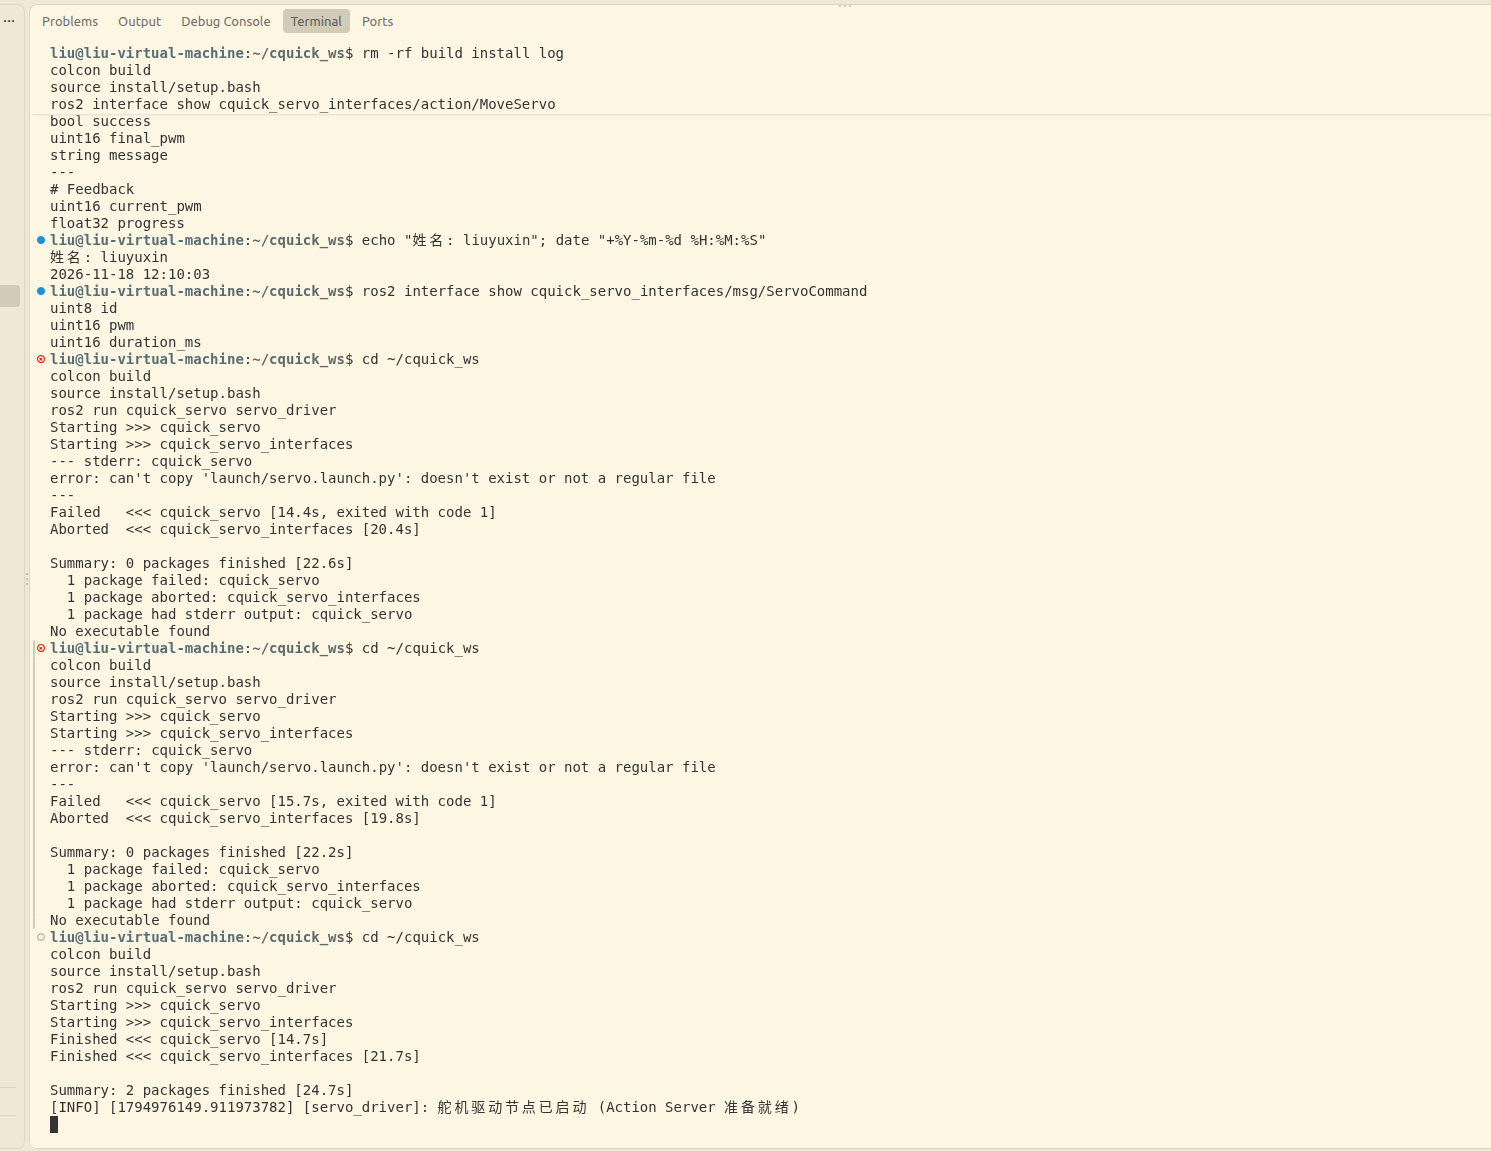 Problems Output Debug Console Terminal Ports
liu@liu-virtual-machine:~/cquick_ws$ rm -rf build install log
colcon build
source install/setup.bash
ros2 interface show cquick_servo_interfaces/action/MoveServo
bool success
uint16 final_pwm
string message
---
# Feedback
uint16 current_pwm
float32 progress
liu@liu-virtual-machine:~/cquick_ws$ echo "姓名: liuyuxin"; date "+%Y-%m-%d %H:%M:%S"
姓名: liuyuxin
2026-11-18 12:10:03
liu@liu-virtual-machine:~/cquick_ws$ ros2 interface show cquick_servo_interfaces/msg/ServoCommand
uint8 id
uint16 pwm
uint16 duration_ms
liu@liu-virtual-machine:~/cquick_ws$ cd ~/cquick_ws
colcon build
source install/setup.bash
ros2 run cquick_servo servo_driver
Starting >>> cquick_servo
Starting >>> cquick_servo_interfaces
--- stderr: cquick_servo
error: can't copy 'launch/servo.launch.py': doesn't exist or not a regular file
---
Failed   <<< cquick_servo [14.4s, exited with code 1]
Aborted  <<< cquick_servo_interfaces [20.4s]

Summary: 0 packages finished [22.6s]
  1 package failed: cquick_servo
  1 package aborted: cquick_servo_interfaces
  1 package had stderr output: cquick_servo
No executable found
liu@liu-virtual-machine:~/cquick_ws$ cd ~/cquick_ws
colcon build
source install/setup.bash
ros2 run cquick_servo servo_driver
Starting >>> cquick_servo
Starting >>> cquick_servo_interfaces
--- stderr: cquick_servo
error: can't copy 'launch/servo.launch.py': doesn't exist or not a regular file
---
Failed   <<< cquick_servo [15.7s, exited with code 1]
Aborted  <<< cquick_servo_interfaces [19.8s]

Summary: 0 packages finished [22.2s]
  1 package failed: cquick_servo
  1 package aborted: cquick_servo_interfaces
  1 package had stderr output: cquick_servo
No executable found
liu@liu-virtual-machine:~/cquick_ws$ cd ~/cquick_ws
colcon build
source install/setup.bash
ros2 run cquick_servo servo_driver
Starting >>> cquick_servo
Starting >>> cquick_servo_interfaces
Finished <<< cquick_servo [14.7s]
Finished <<< cquick_servo_interfaces [21.7s]

Summary: 2 packages finished [24.7s]
[INFO] [1794976149.911973782] [servo_driver]: 舵机驱动节点已启动 (Action Server 准备就绪)